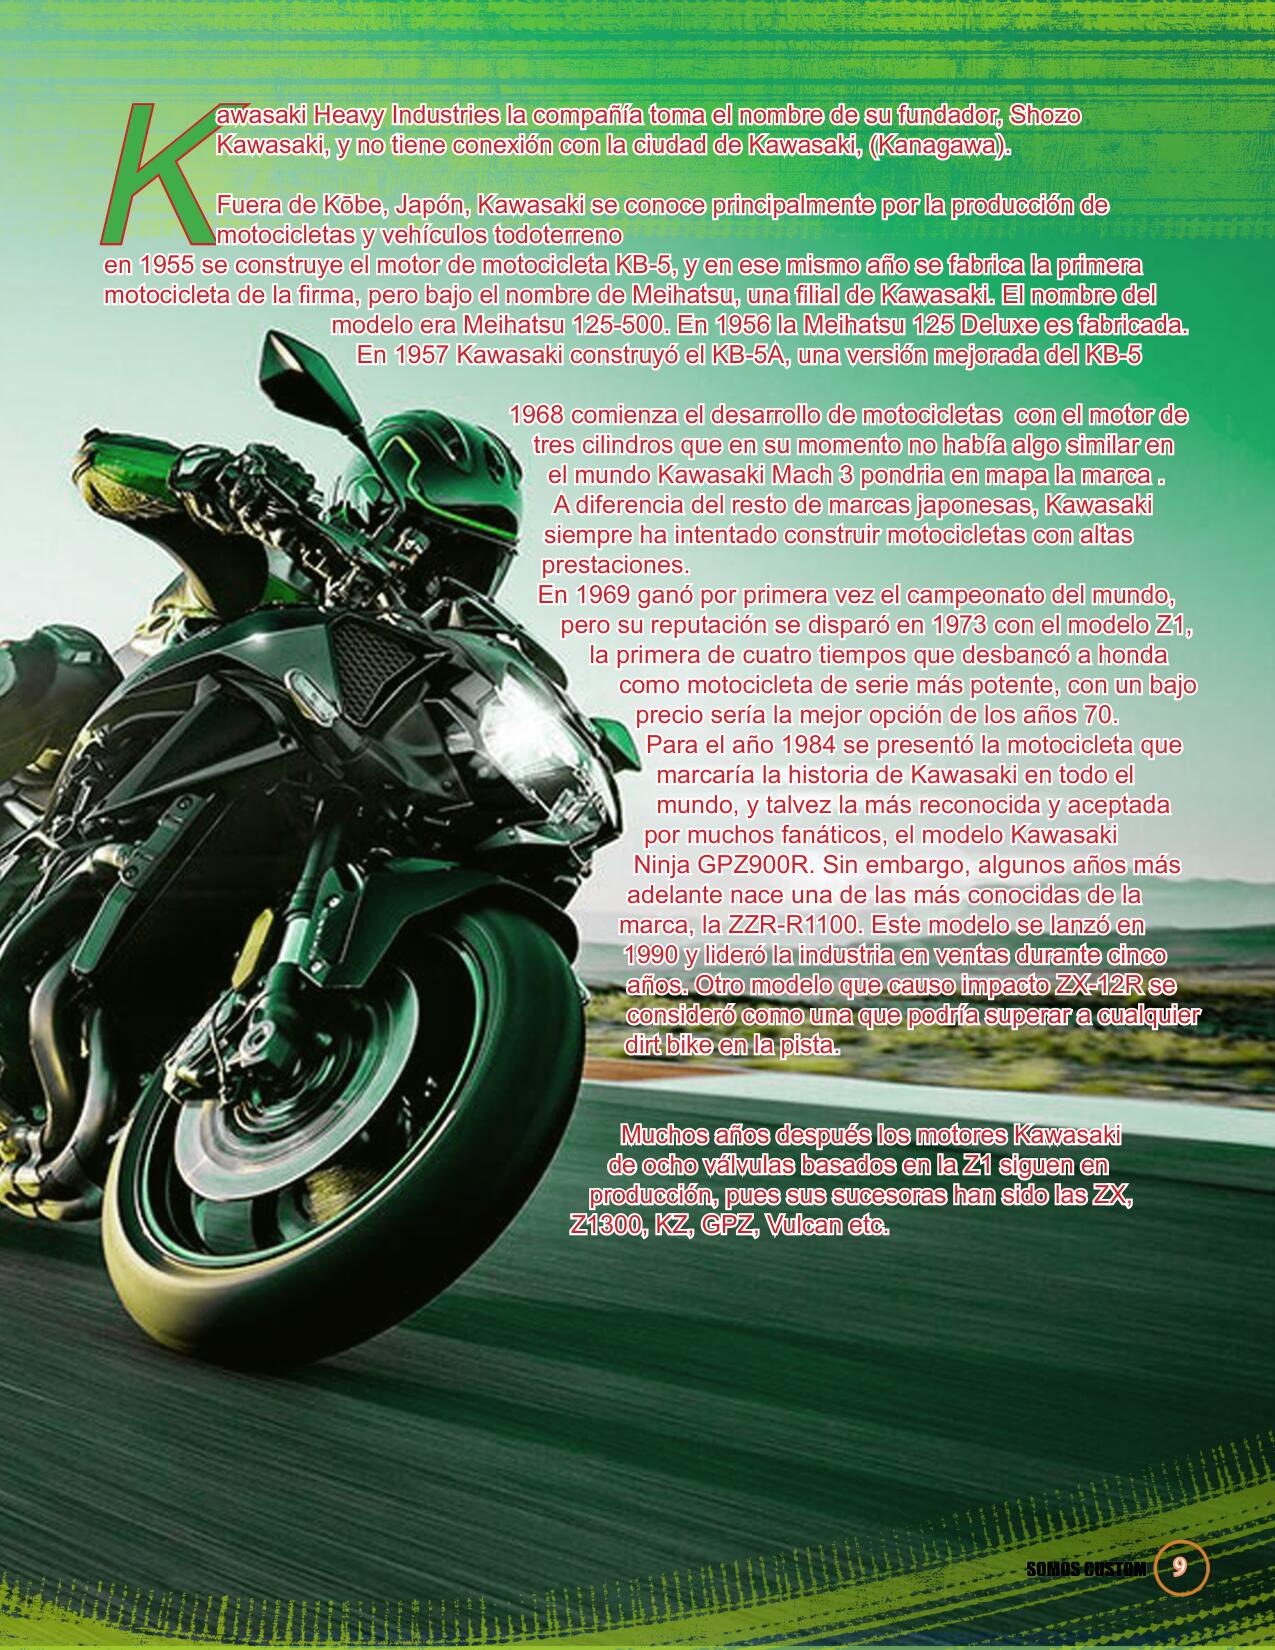 Kawasaki Heavy Industries la compañía toma el nombre de su fundador, Shozo
Kawasaki, y no tiene conexión con la ciudad de Kawasaki, (Kanagawa).
Fuera de Kōbe, Japón, Kawasaki se conoce principalmente por la producción de
motocicletas y vehículos todoterreno
en 1955 se construye el motor de motocicleta KB-5, y en ese mismo año se fabrica la primera
motocicleta de la firma, pero bajo el nombre de Meihatsu, una filial de Kawasaki. El nombre del
modelo era Meihatsu 125-500. En 1956 la Meihatsu 125 Deluxe es fabricada.
En 1957 Kawasaki construyó el KB-5A, una versión mejorada del KB-5
1968 comienza el desarrollo de motocicletas  con el motor de
tres cilindros que en su momento no había algo similar en
el mundo Kawasaki Mach 3 pondria en mapa la marca .
A diferencia del resto de marcas japonesas, Kawasaki
siempre ha intentado construir motocicletas con altas
prestaciones.
En 1969 ganó por primera vez el campeonato del mundo,
pero su reputación se disparó en 1973 con el modelo Z1,
la primera de cuatro tiempos que desbancó a honda
como motocicleta de serie más potente, con un bajo
precio sería la mejor opción de los años 70.
Para el año 1984 se presentó la motocicleta que
marcaría la historia de Kawasaki en todo el
mundo, y talvez la más reconocida y aceptada
por muchos fanáticos, el modelo Kawasaki
Ninja GPZ900R. Sin embargo, algunos años más
adelante nace una de las más conocidas de la
marca, la ZZR-R1100. Este modelo se lanzó en
1990 y lideró la industria en ventas durante cinco
años. Otro modelo que causo impacto ZX-12R se
consideró como una que podría superar a cualquier
dirt bike en la pista.
Muchos años después los motores Kawasaki
de ocho válvulas basados en la Z1 siguen en
producción, pues sus sucesoras han sido las ZX,
Z1300, KZ, GPZ, Vulcan etc.
SOMOS CUSTOM 9